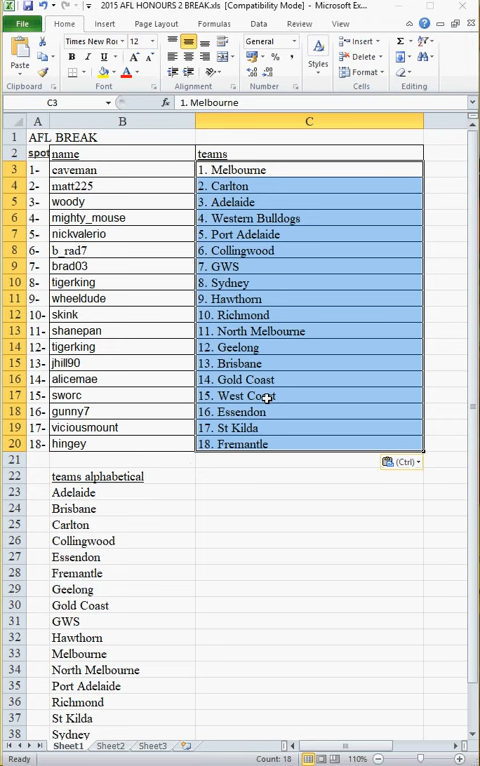 2015 AFL HONOURS 2 BREAK.xls [Compatibility Mode] - Microsoft Ex...
File Home Insert Page Layout Formulas Data Review View
Times New Ro 12 General Insert Σ
Paste B I U A A $ % , Styles Delete
.0 .00 .00 .0 Format
Clipboard Font Alignment Number Cells Editing
C3 fx 1. Melbourne
A B C
1 AFL BREAK
2 spot name teams
3 1- caveman 1. Melbourne
4 2- matt225 2. Carlton
5 3- woody 3. Adelaide
6 4- mighty_mouse 4. Western Bulldogs
7 5- nickvalerio 5. Port Adelaide
8 6- b_rad7 6. Collingwood
9 7- brad03 7. GWS
10 8- tigerking 8. Sydney
11 9- wheeldude 9. Hawthorn
12 10- skink 10. Richmond
13 11- shanepan 11. North Melbourne
14 12- tigerking 12. Geelong
15 13- jhill90 13. Brisbane
16 14- alicemae 14. Gold Coast
17 15- sworc 15. West Coast
18 16- gunny7 16. Essendon
19 17- viciousmount 17. St Kilda
20 18- hingey 18. Fremantle
21 (Ctrl)
22 teams alphabetical
23 Adelaide
24 Brisbane
25 Carlton
26 Collingwood
27 Essendon
28 Fremantle
29 Geelong
30 Gold Coast
31 GWS
32 Hawthorn
33 Melbourne
34 North Melbourne
35 Port Adelaide
36 Richmond
37 St Kilda
38 Sydney
Sheet1 Sheet2 Sheet3
Ready Count: 18 110%